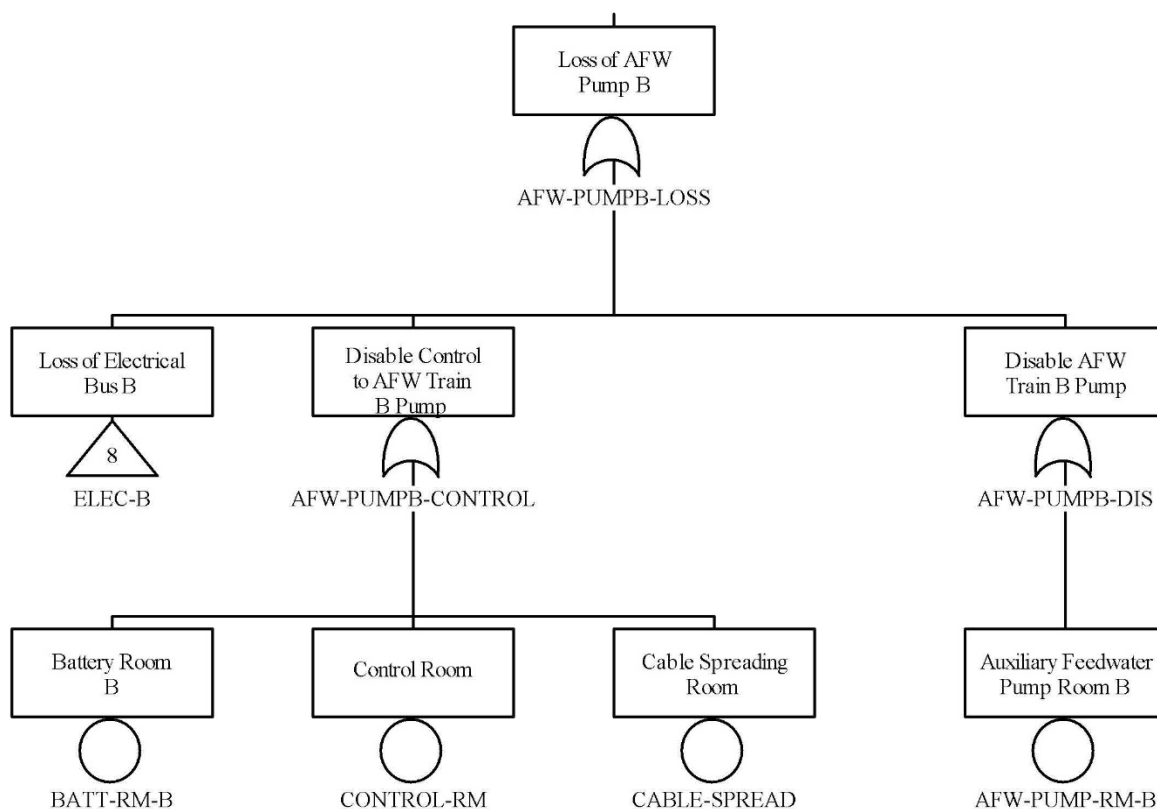 Loss of AFW
Pump B
AFW-PUMPB-LOSS
Loss of Electrical
Bus B
8
ELEC-B
Disable Control
to AFW Train
B Pump
AFW-PUMPB-CONTROL
Disable AFW
Train B Pump
AFW-PUMPB-DIS
Battery Room
B
BATT-RM-B
Control Room
CONTROL-RM
Cable Spreading
Room
CABLE-SPREAD
Auxiliary Feedwater
Pump Room B
AFW-PUMP-RM-B